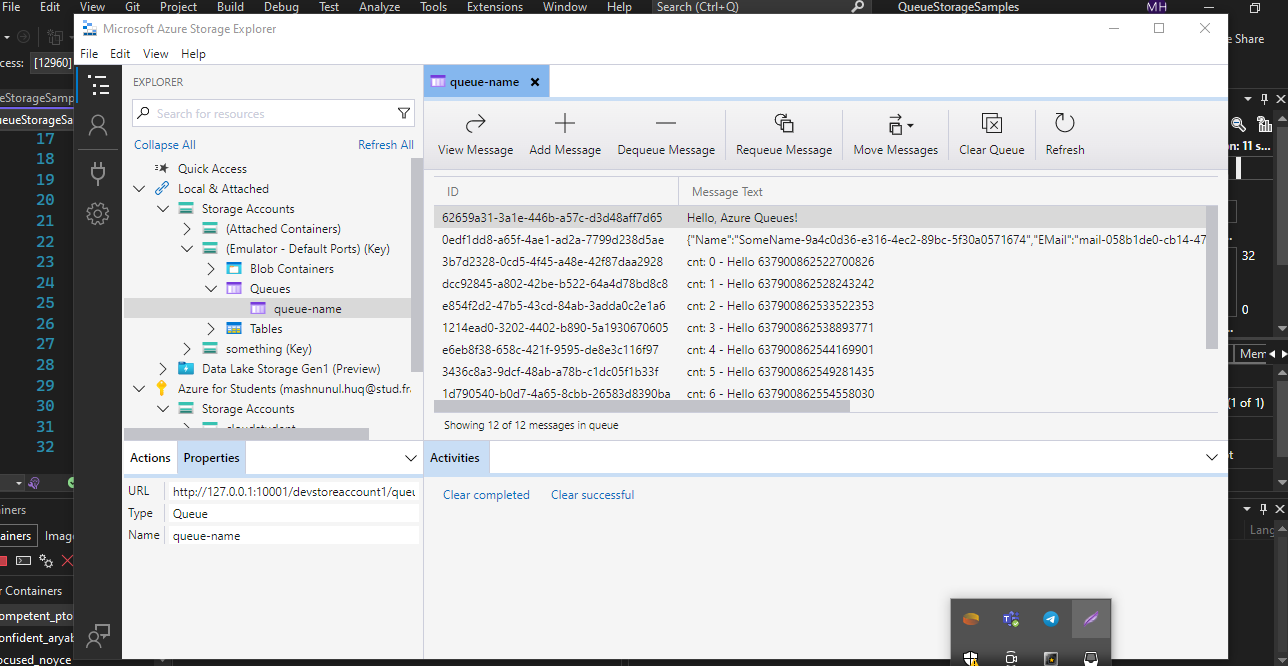 File Edit View Git Project Build Debug Test Analyze Tools Extensions Window Help Search (Ctrl+Q) QueueStorageSamples MH
Microsoft Azure Storage Explorer
File Edit View Help
Share
cess: [12960]
eStorageSamp
ueueStorageSa
17
18
19
20
21
22
23
24
25
26
27
28
29
30
31
32
EXPLORER
Search for resources
Collapse All Refresh All
Quick Access
Local & Attached
Storage Accounts
(Attached Containers)
(Emulator - Default Ports) (Key)
Blob Containers
Queues
queue-name
Tables
something (Key)
Data Lake Storage Gen1 (Preview)
Azure for Students (mashnunul.huq@stud.fra
Storage Accounts
cloudstudent
Actions Properties
URL http://127.0.0.1:10001/devstoreaccount1/queu
Type Queue
Name queue-name
queue-name
View Message Add Message Dequeue Message Requeue Message Move Messages Clear Queue Refresh
ID Message Text
62659a31-3a1e-446b-a57c-d3d48aff7d65 Hello, Azure Queues!
0edf1dd8-a65f-4ae1-ad2a-7799d238d5ae {"Name":"SomeName-9a4c0d36-e316-4ec2-89bc-5f30a0571674","EMail":"mail-058b1de0-cb14-47
3b7d2328-0cd5-4f45-a48e-42f87daa2928 cnt: 0 - Hello 637900862522700826
dcc92845-a802-42be-b522-64a4d78bd8c8 cnt: 1 - Hello 637900862528243242
e854f2d2-47b5-43cd-84ab-3adda0c2e1a6 cnt: 2 - Hello 637900862533522353
1214ead0-3202-4402-b890-5a1930670605 cnt: 3 - Hello 637900862538893771
e6eb8f38-658c-421f-9595-de8e3c116f97 cnt: 4 - Hello 637900862544169901
3436c8a3-9dcf-48ab-a78b-c1dc05f1b33f cnt: 5 - Hello 637900862549281435
1d790540-b0d7-4a65-8cbb-26583d8390ba cnt: 6 - Hello 637900862554558030
Showing 12 of 12 messages in queue
Activities
Clear completed Clear successful
on: 11 s...
32
0
Mem
(1 of 1)
Lang
iners
ainers Image
r Containers
ompetent_pto
onfident_aryab
ocused_noyce